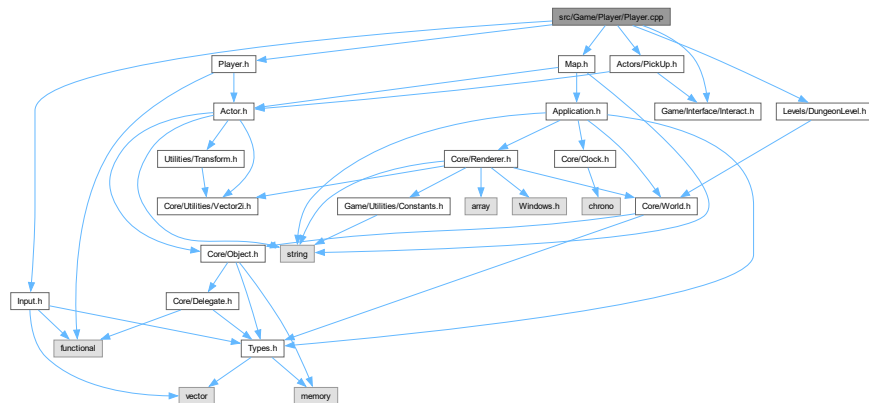 src/Game/Player/Player.cpp
Player.h
Map.h
Actors/PickUp.h
Actor.h
Application.h
Game/Interface/Interact.h
Levels/DungeonLevel.h
Utilities/Transform.h
Core/Renderer.h
Core/Clock.h
Core/Utilities/Vector2i.h
Game/Utilities/Constants.h
array
Windows.h
chrono
Core/World.h
Core/Object.h
string
Input.h
Core/Delegate.h
functional
Types.h
vector
memory